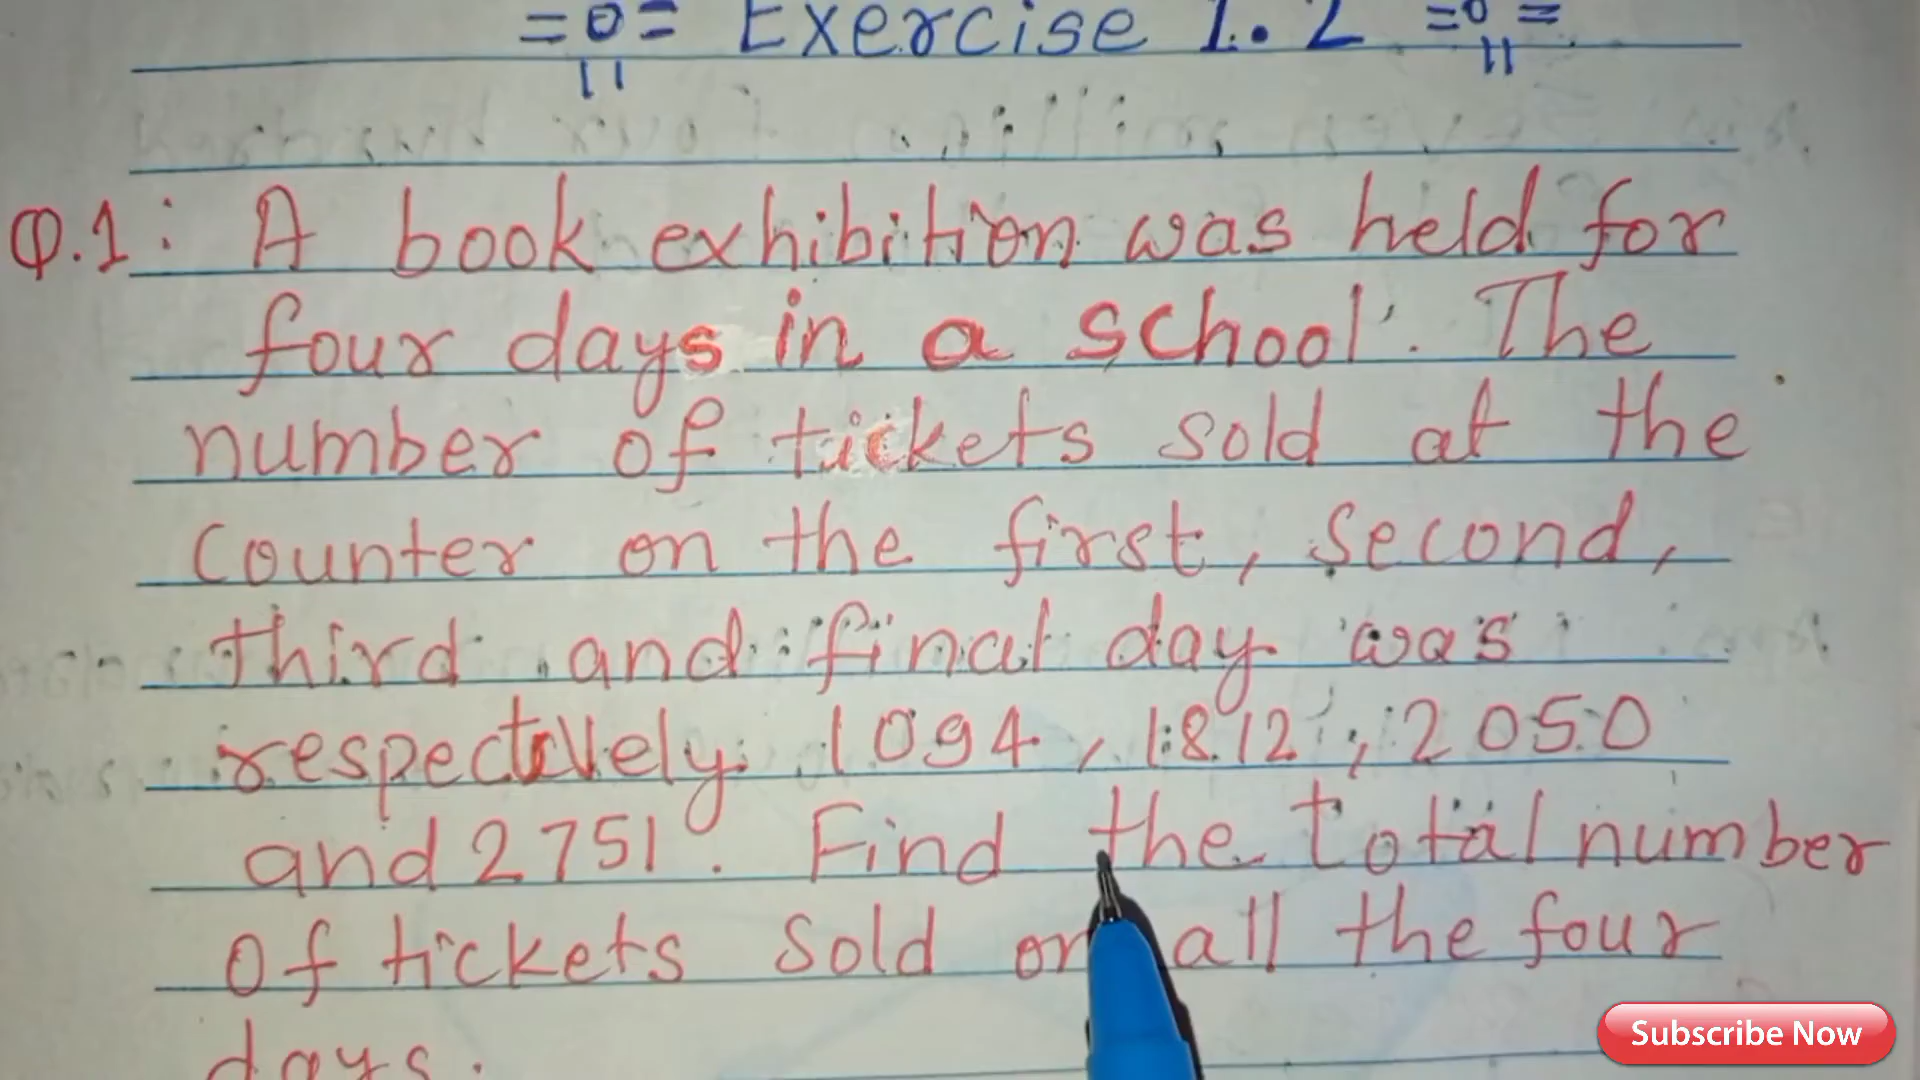 =0= Exercise 1.2 =0=
Q.1: A book exhibition was held for
four days in a school. The
number of tickets sold at the
Counter on the first, Second,
third and final day was
respectively 1094, 1812, 2050
and 2751. Find the total number
of tickets sold on all the four
days.
Subscribe Now